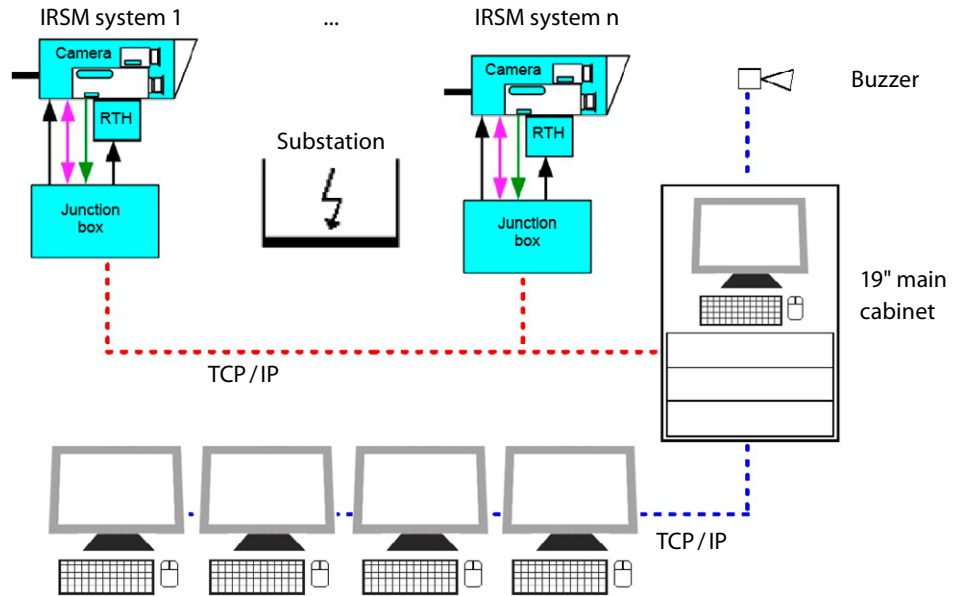 IRSM system 1
...
IRSM system n
Camera
RTH
Junction
box
Substation
Camera
RTH
Junction
box
Buzzer
19" main
cabinet
TCP / IP
TCP / IP